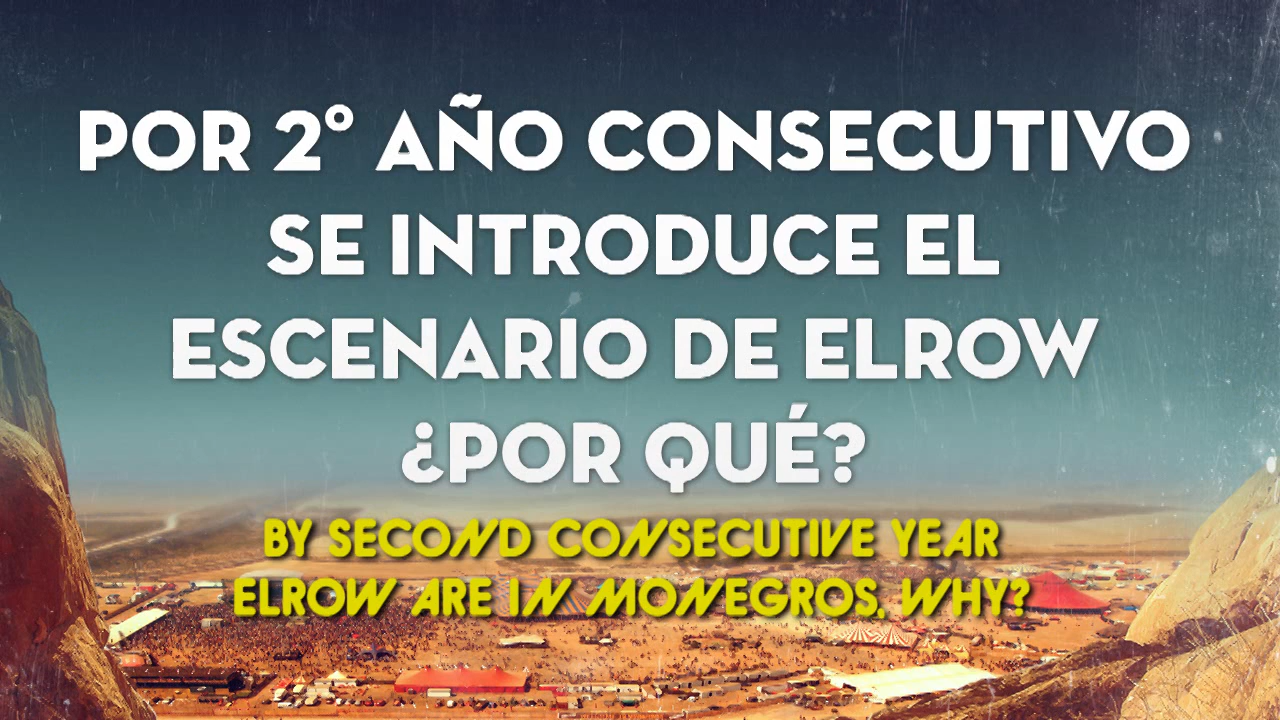 POR 2º AÑO CONSECUTIVO
SE INTRODUCE EL
ESCENARIO DE ELROW
¿POR QUÉ?
BY SECOND CONSECUTIVE YEAR
ELROW ARE IN MONEGROS, WHY?